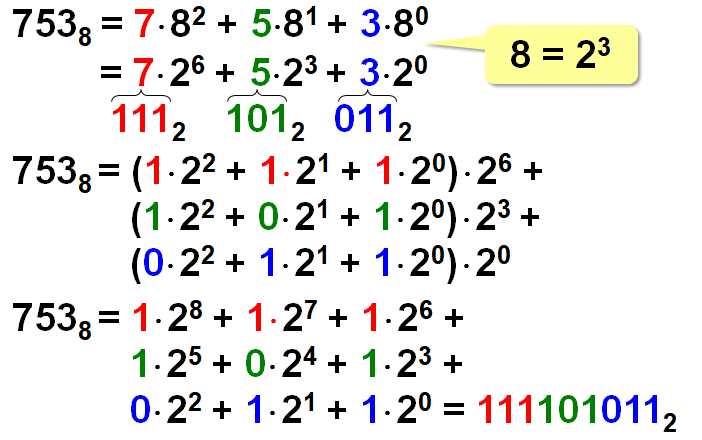 753₈ = 7·8² + 5·8¹ + 3·8⁰
8 = 2³
= 7·2⁶ + 5·2³ + 3·2⁰
111₂ 101₂ 011₂
753₈ = (1·2² + 1·2¹ + 1·2⁰)·2⁶ +
(1·2² + 0·2¹ + 1·2⁰)·2³ +
(0·2² + 1·2¹ + 1·2⁰)·2⁰
753₈ = 1·2⁸ + 1·2⁷ + 1·2⁶ +
1·2⁵ + 0·2⁴ + 1·2³ +
0·2² + 1·2¹ + 1·2⁰ = 111101011₂